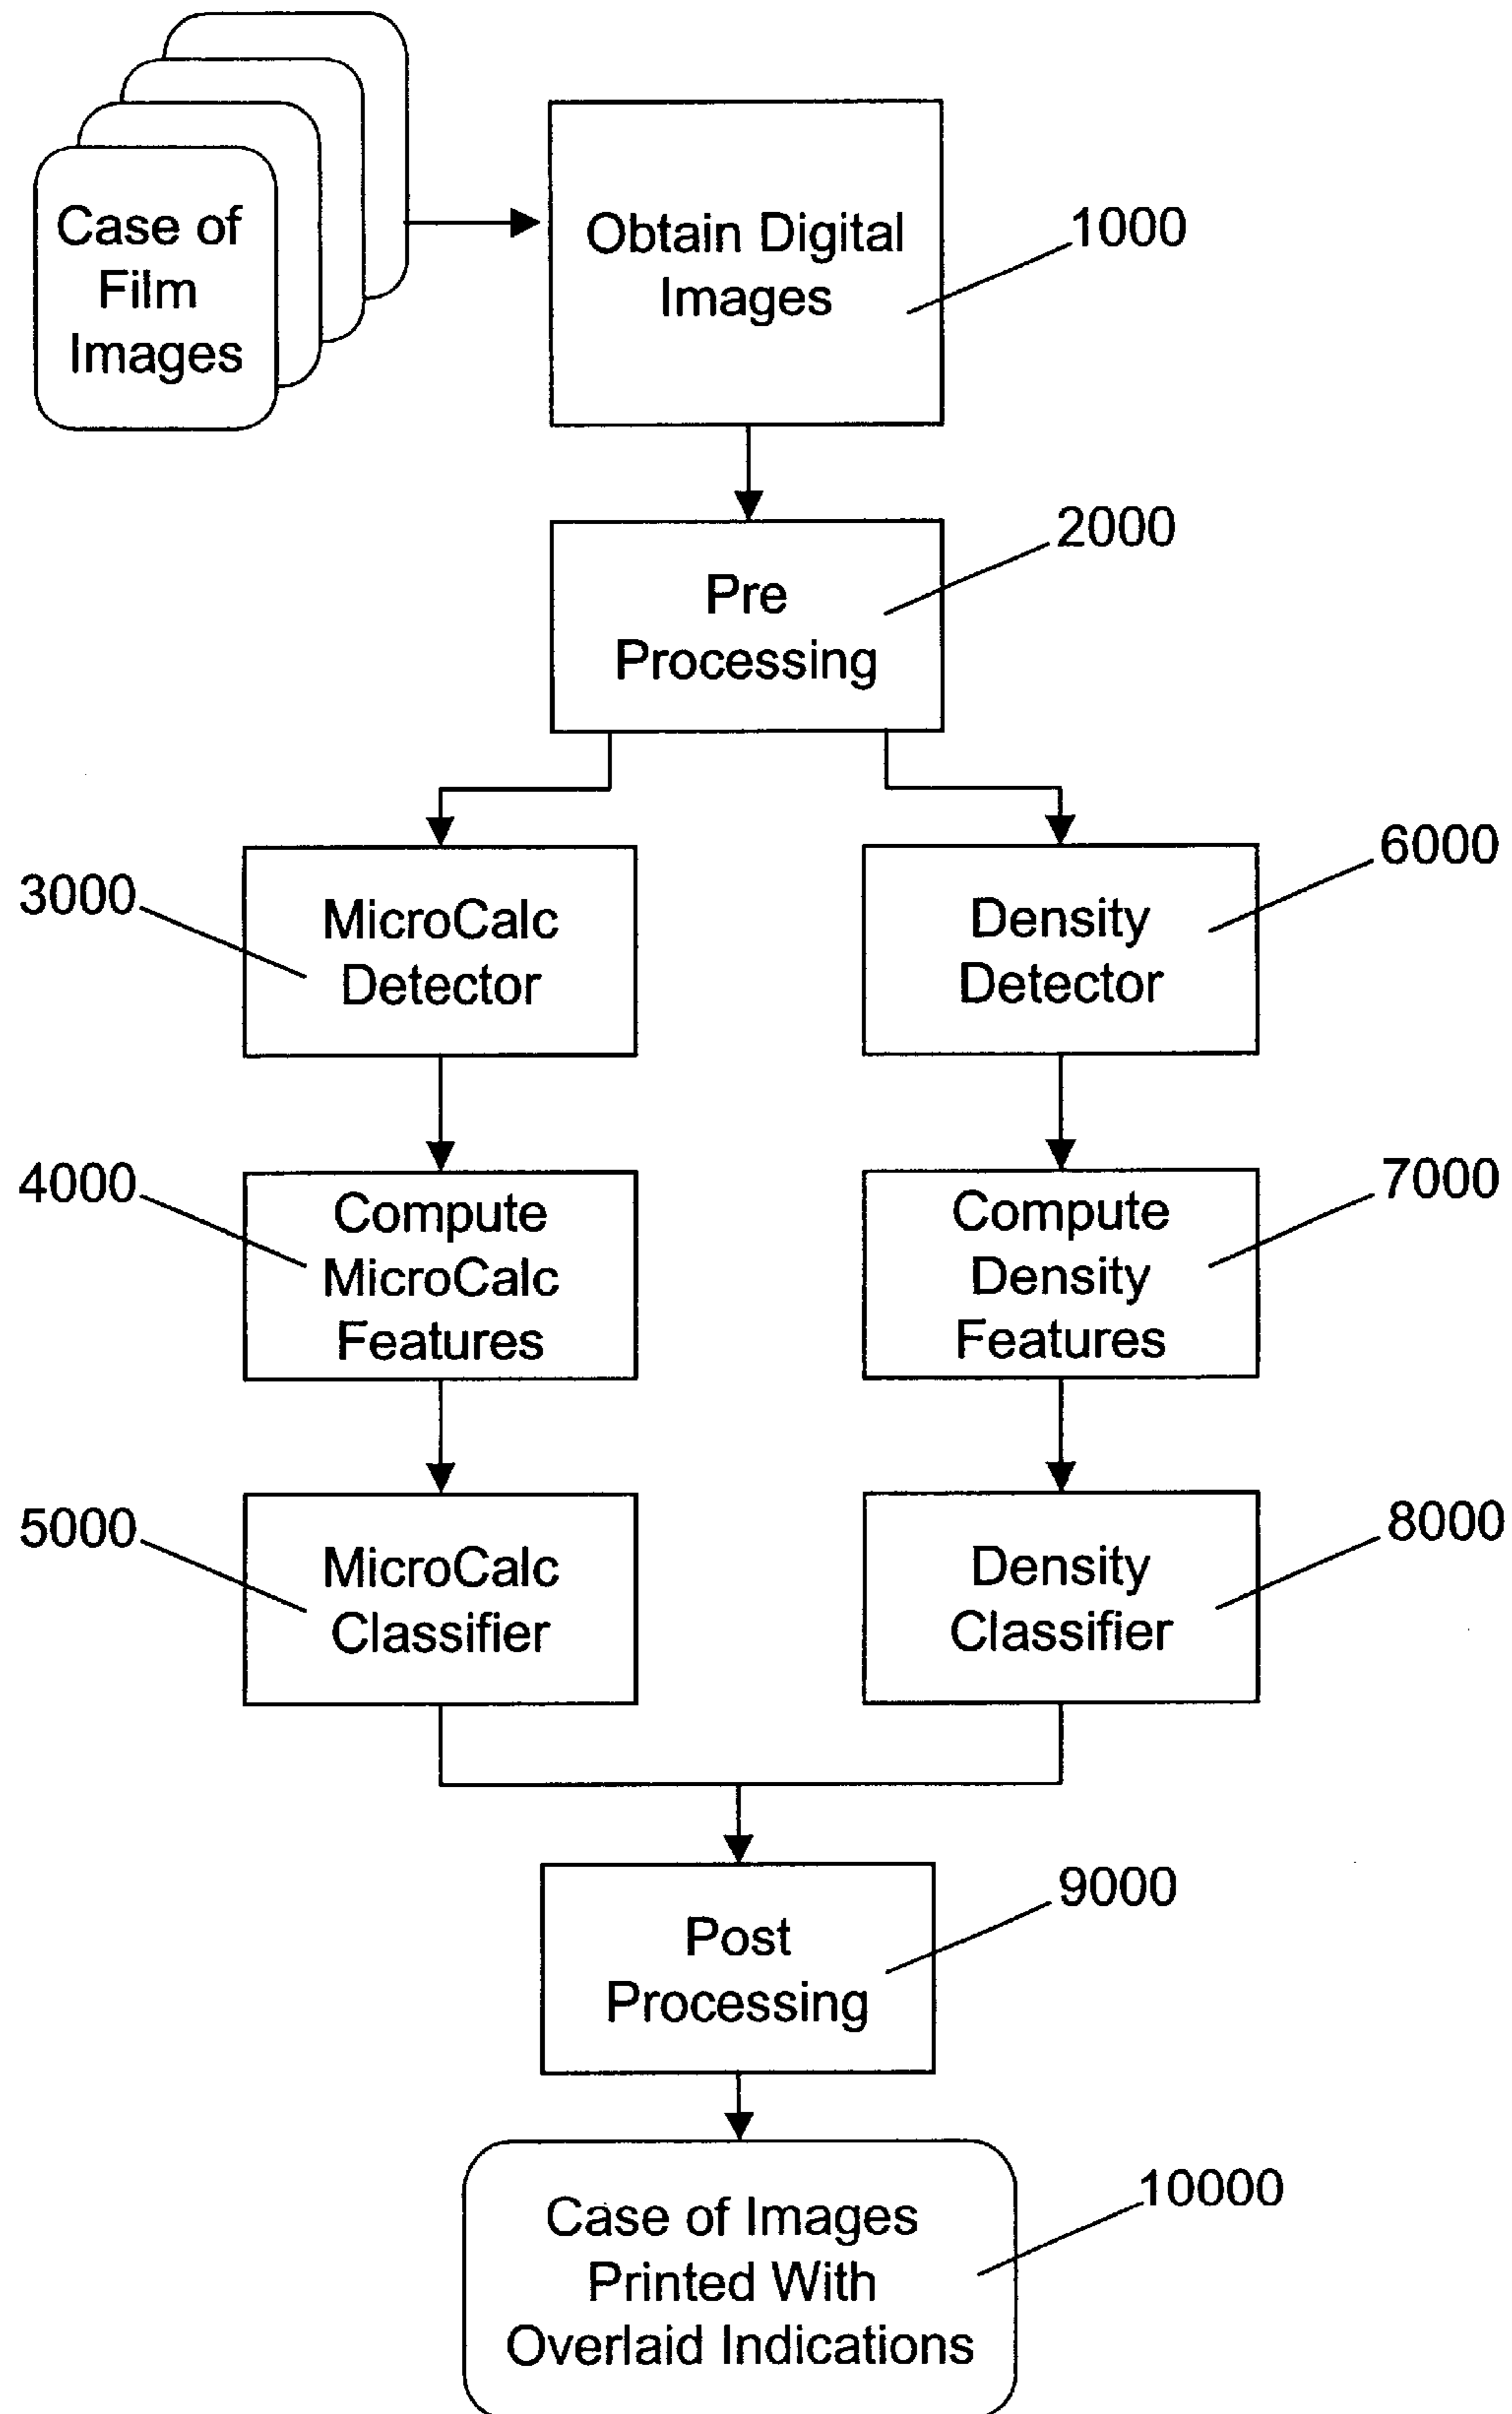 Case of
Film
Images
Obtain Digital
Images
1000
Pre
Processing
2000
3000
MicroCalc
Detector
Density
Detector
6000
4000
Compute
MicroCalc
Features
Compute
Density
Features
7000
5000
MicroCalc
Classifier
Density
Classifier
8000
Post
Processing
9000
Case of Images
Printed With
Overlaid Indications
10000